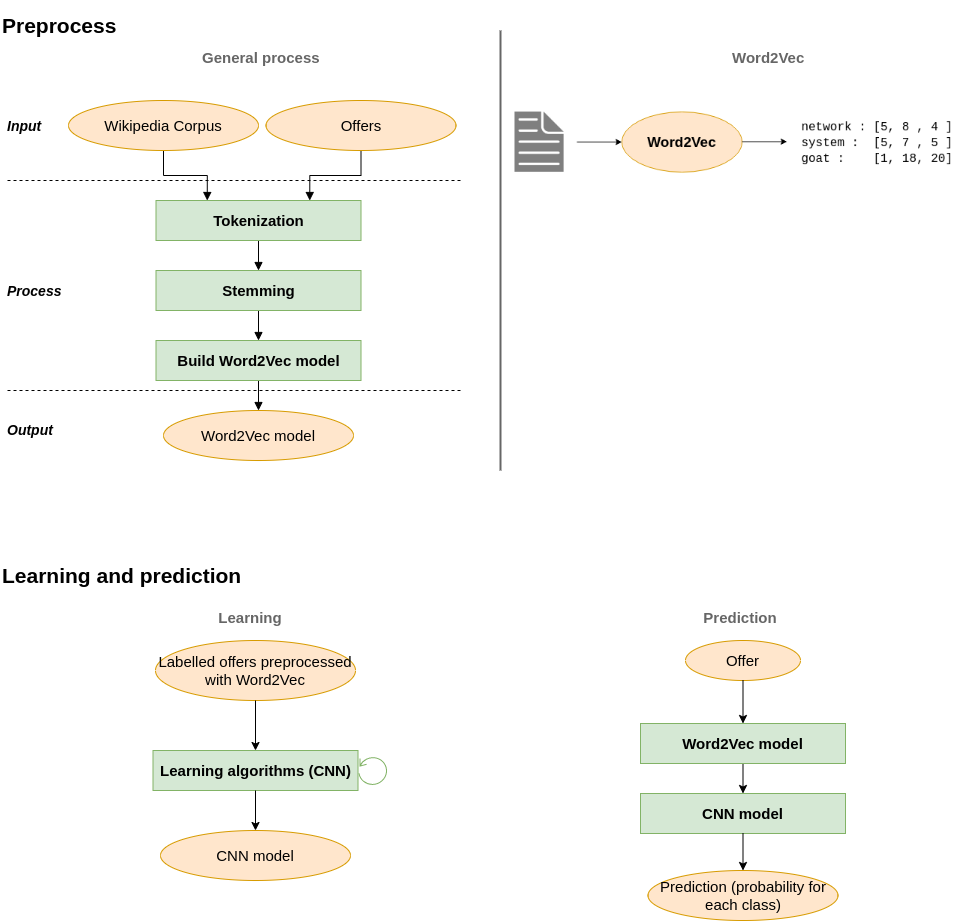 Preprocess
General process
Word2Vec
Input
Wikipedia Corpus
Offers
Word2Vec
network : [5, 8 , 4 ]
system :  [5, 7 , 5 ]
goat :    [1, 18, 20]
Tokenization
Process
Stemming
Build Word2Vec model
Output
Word2Vec model
Learning and prediction
Learning
Prediction
Labelled offers preprocessed
with Word2Vec
Offer
Word2Vec model
Learning algorithms (CNN)
CNN model
CNN model
Prediction (probability for
each class)